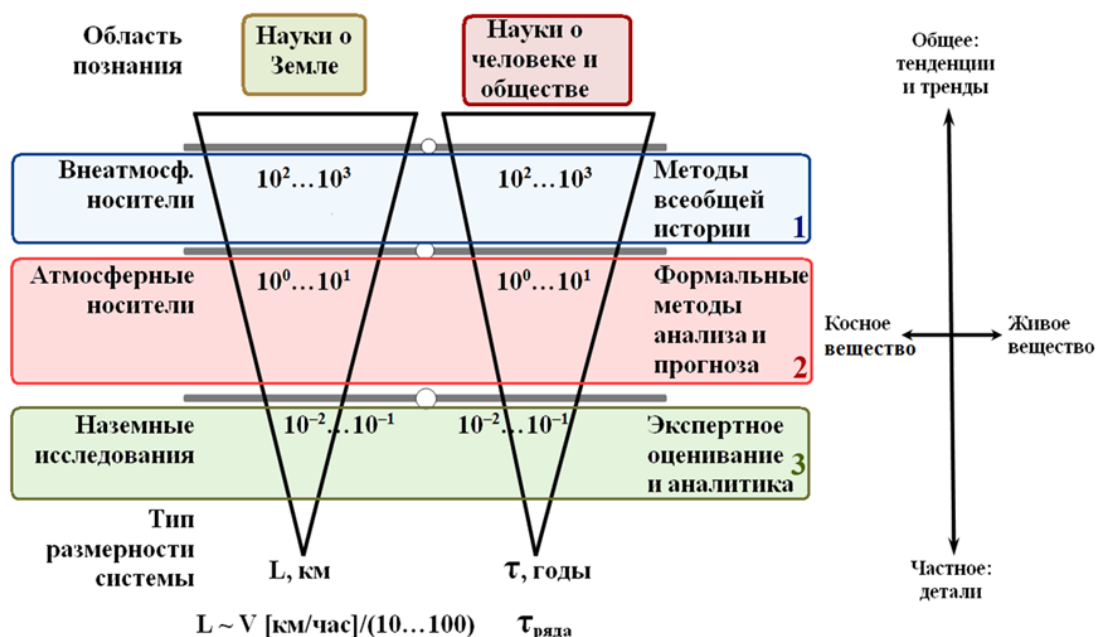 Область
познания
Науки о
Земле
Науки о
человеке и
обществе
Общее:
тенденции
и тренды
Внеатмосф.
носители
10²…10³
10²…10³
Методы
всеобщей
истории
1
Атмосферные
носители
10⁰…10¹
10⁰…10¹
Формальные
методы
анализа и
прогноза
2
Косное
вещество
Живое
вещество
Наземные
исследования
10⁻²…10⁻¹
10⁻²…10⁻¹
Экспертное
оценивание
и аналитика
3
Тип
размерности
системы
L, км
τ, годы
Частное:
детали
L ~ V [км/час]/(10…100)
τряда